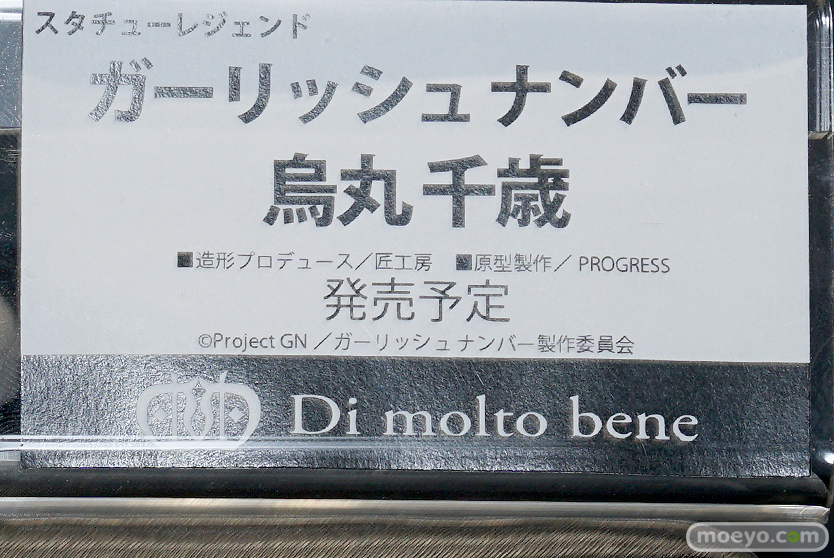 スタチューレジェンド
ガーリッシュナンバー
烏丸千歳
■造形プロデュース／匠工房　■原型製作／ PROGRESS
発売予定
©Project GN ／ガーリッシュナンバー製作委員会
Di molto bene
moeyo.com